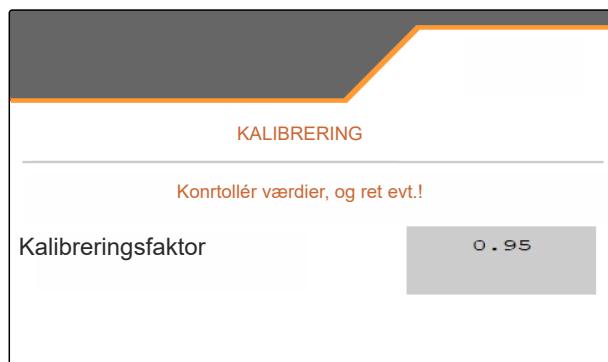 KALIBRERING
Konrtollér værdier, og ret evt.!
Kalibreringsfaktor
0.95